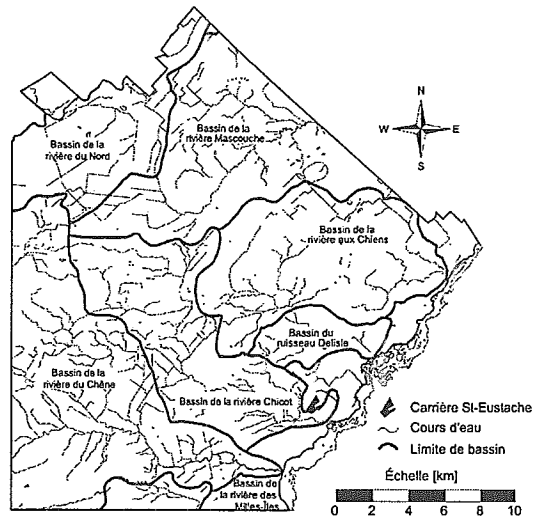 N
W E
S
Bassin de la
rivière du Nord
Bassin de la
rivière Mascouche
Bassin de la
rivière aux Chiens
Bassin du
ruisseau Delisle
Bassin de la
rivière du Chêne
Bassin de la rivière Chicot
Bassin de
la rivière des
Milles-Îles
Carrière St-Eustache
Cours d'eau
Limite de bassin
Échelle [km]
0 2 4 6 8 10